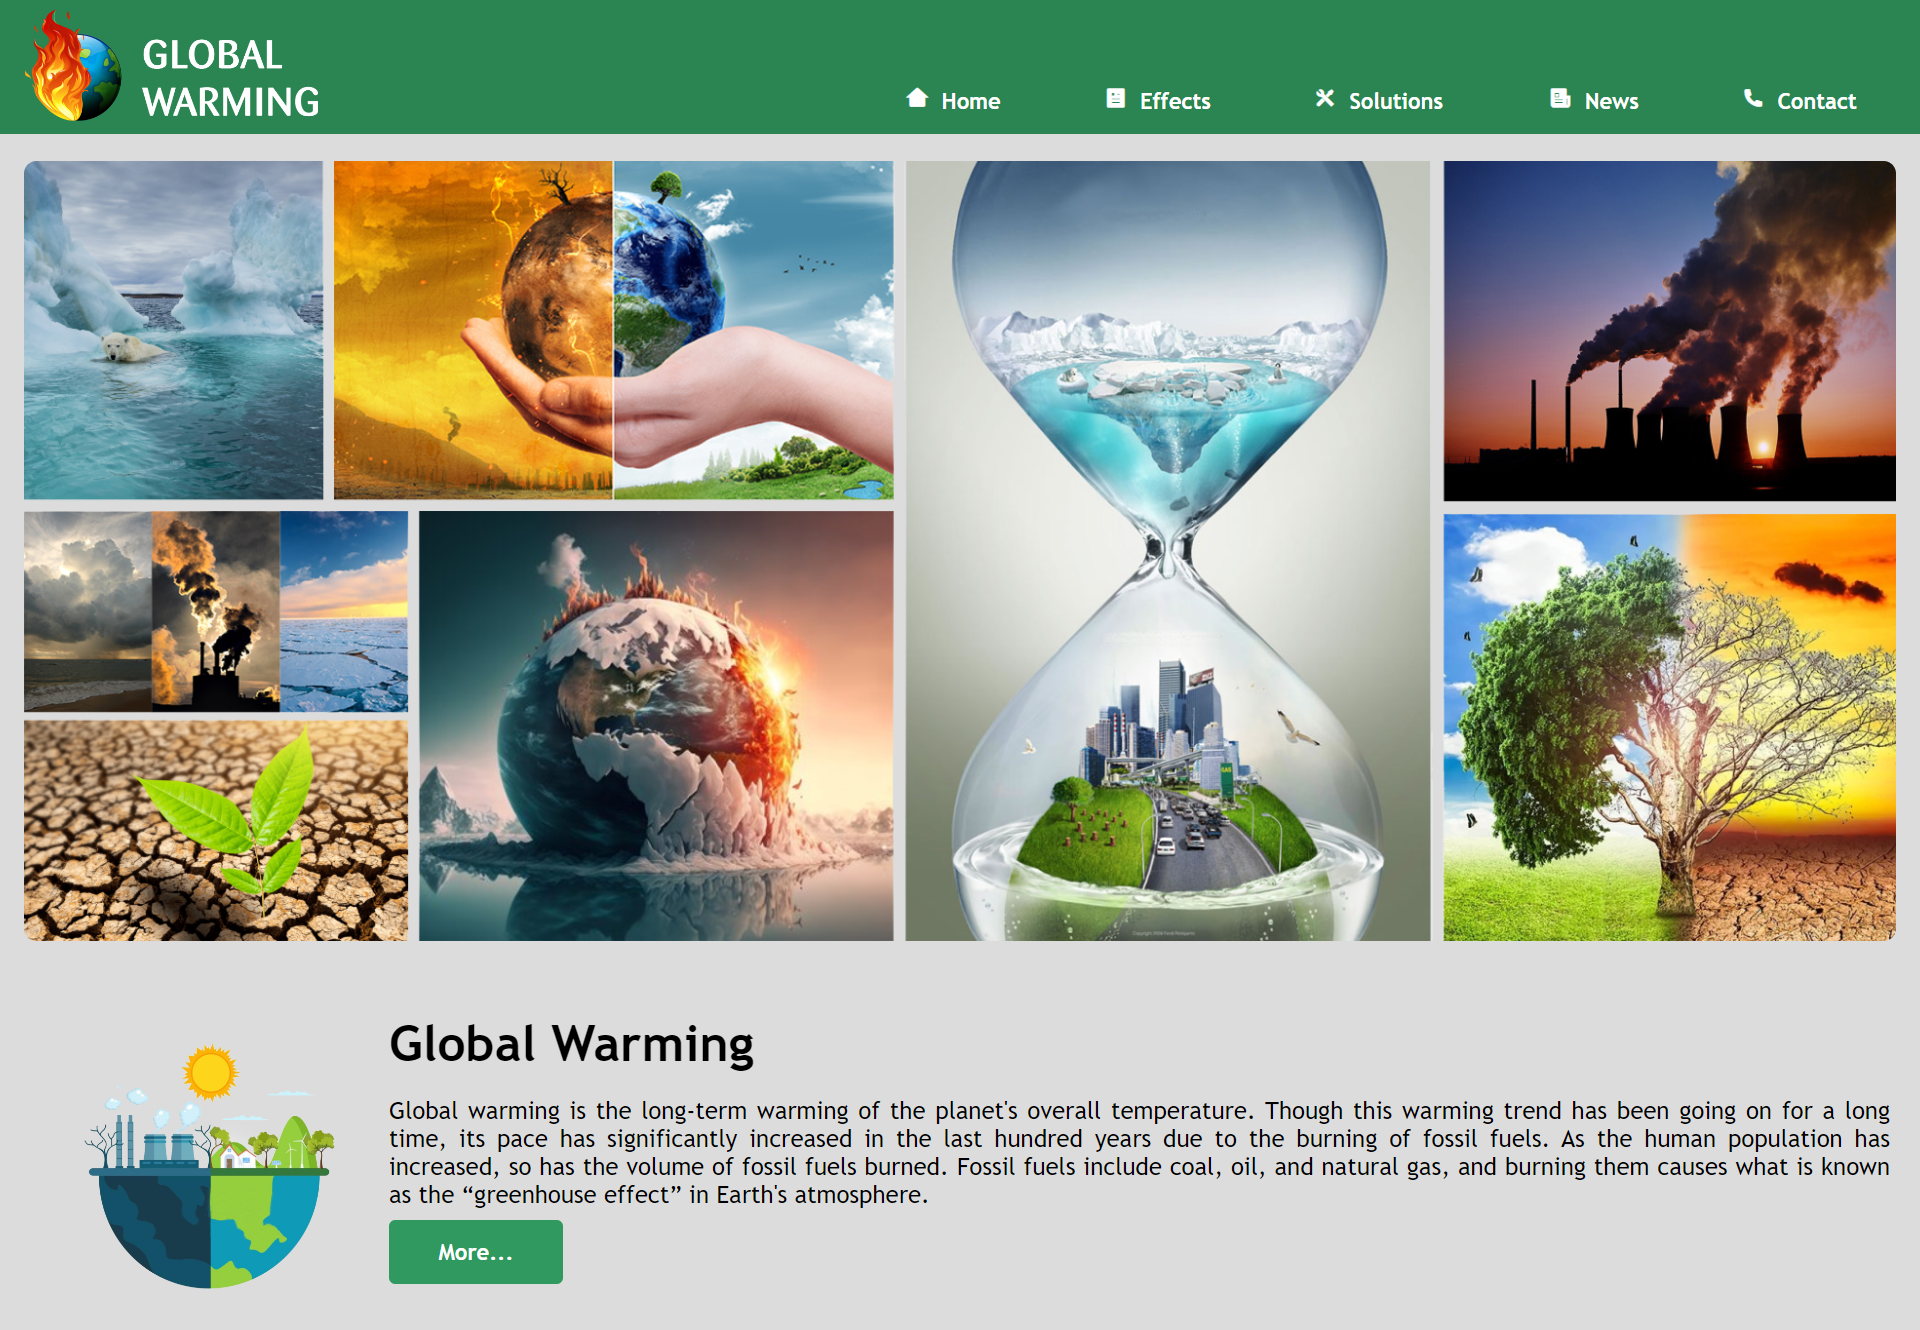 GLOBAL
WARMING
Home
Effects
Solutions
News
Contact
GAS
Global Warming
Global warming is the long-term warming of the planet's overall temperature. Though this warming trend has been going on for a long
time, its pace has significantly increased in the last hundred years due to the burning of fossil fuels. As the human population has
increased, so has the volume of fossil fuels burned. Fossil fuels include coal, oil, and natural gas, and burning them causes what is known
as the “greenhouse effect” in Earth's atmosphere.
More...